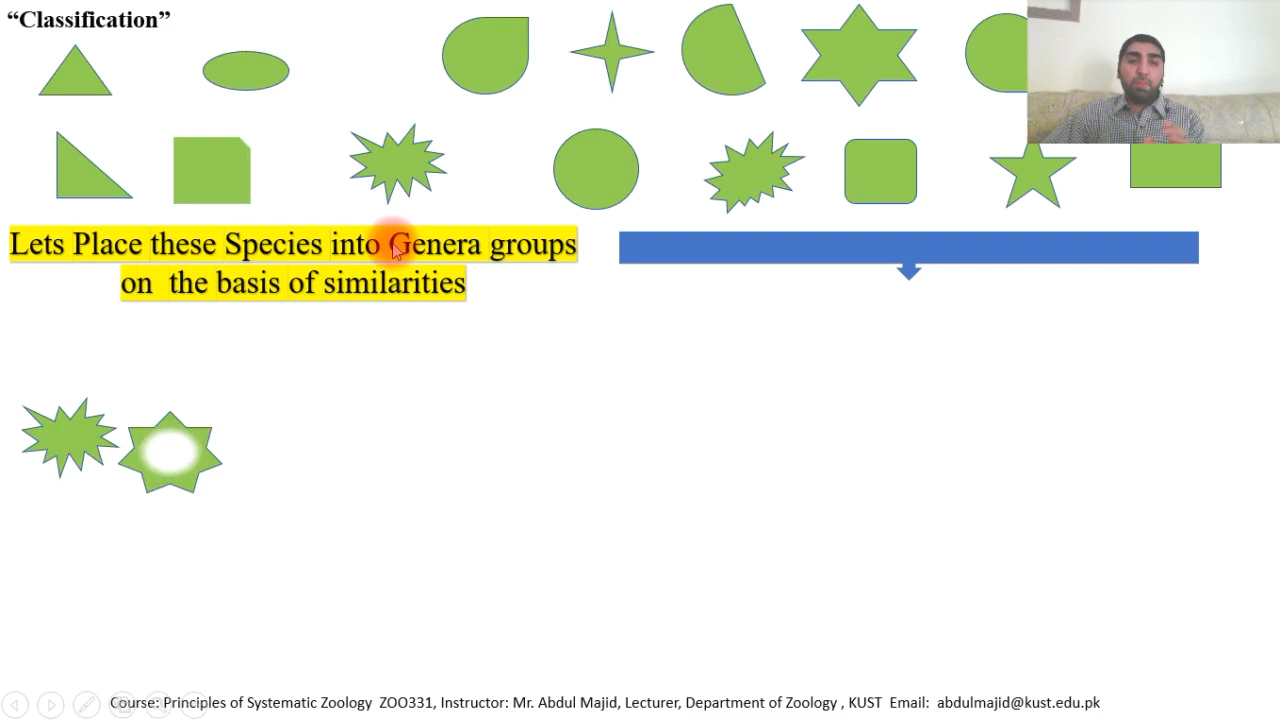 “Classification”
Lets Place these Species into Genera groups
on the basis of similarities
Course: Principles of Systematic Zoology ZOO331, Instructor: Mr. Abdul Majid, Lecturer, Department of Zoology , KUST Email: abdulmajid@kust.edu.pk